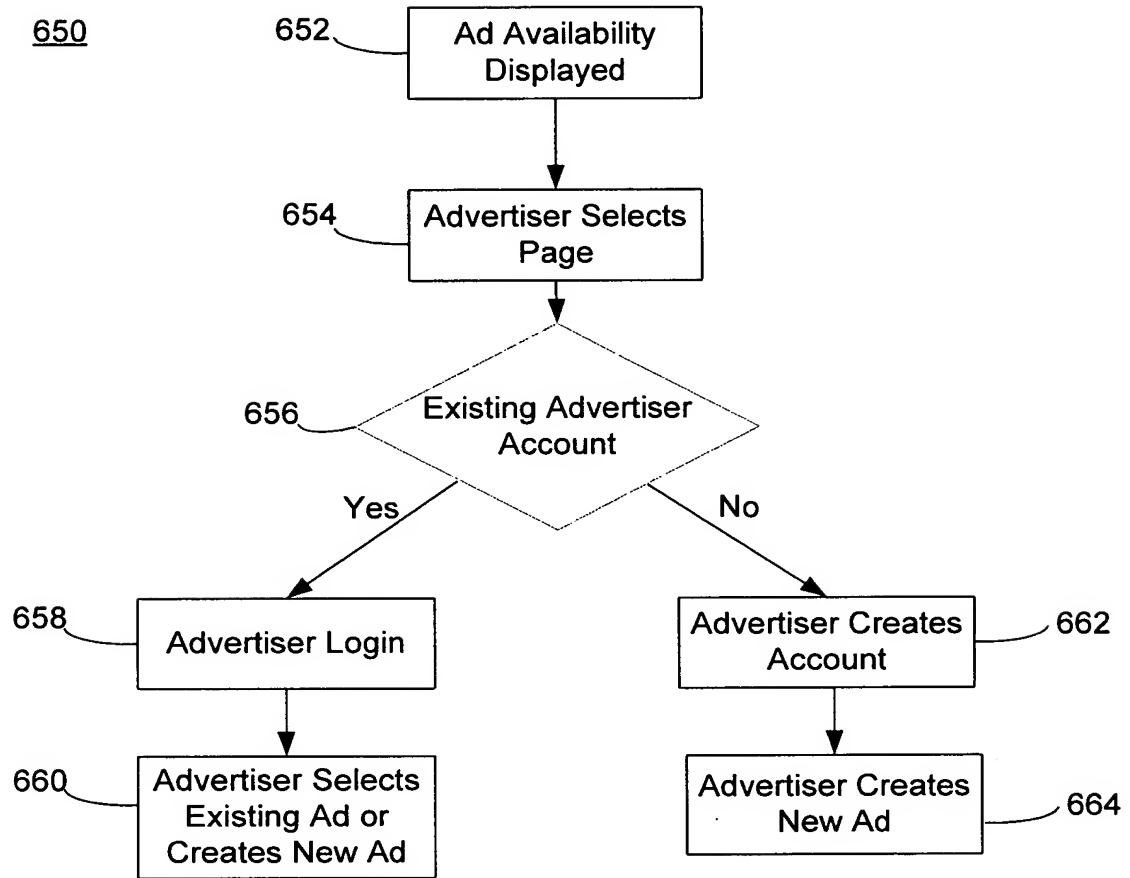 650
652
Ad Availability
Displayed
654
Advertiser Selects
Page
656
Existing Advertiser
Account
Yes
No
658
Advertiser Login
Advertiser Creates
Account
662
660
Advertiser Selects
Existing Ad or
Creates New Ad
Advertiser Creates
New Ad
664